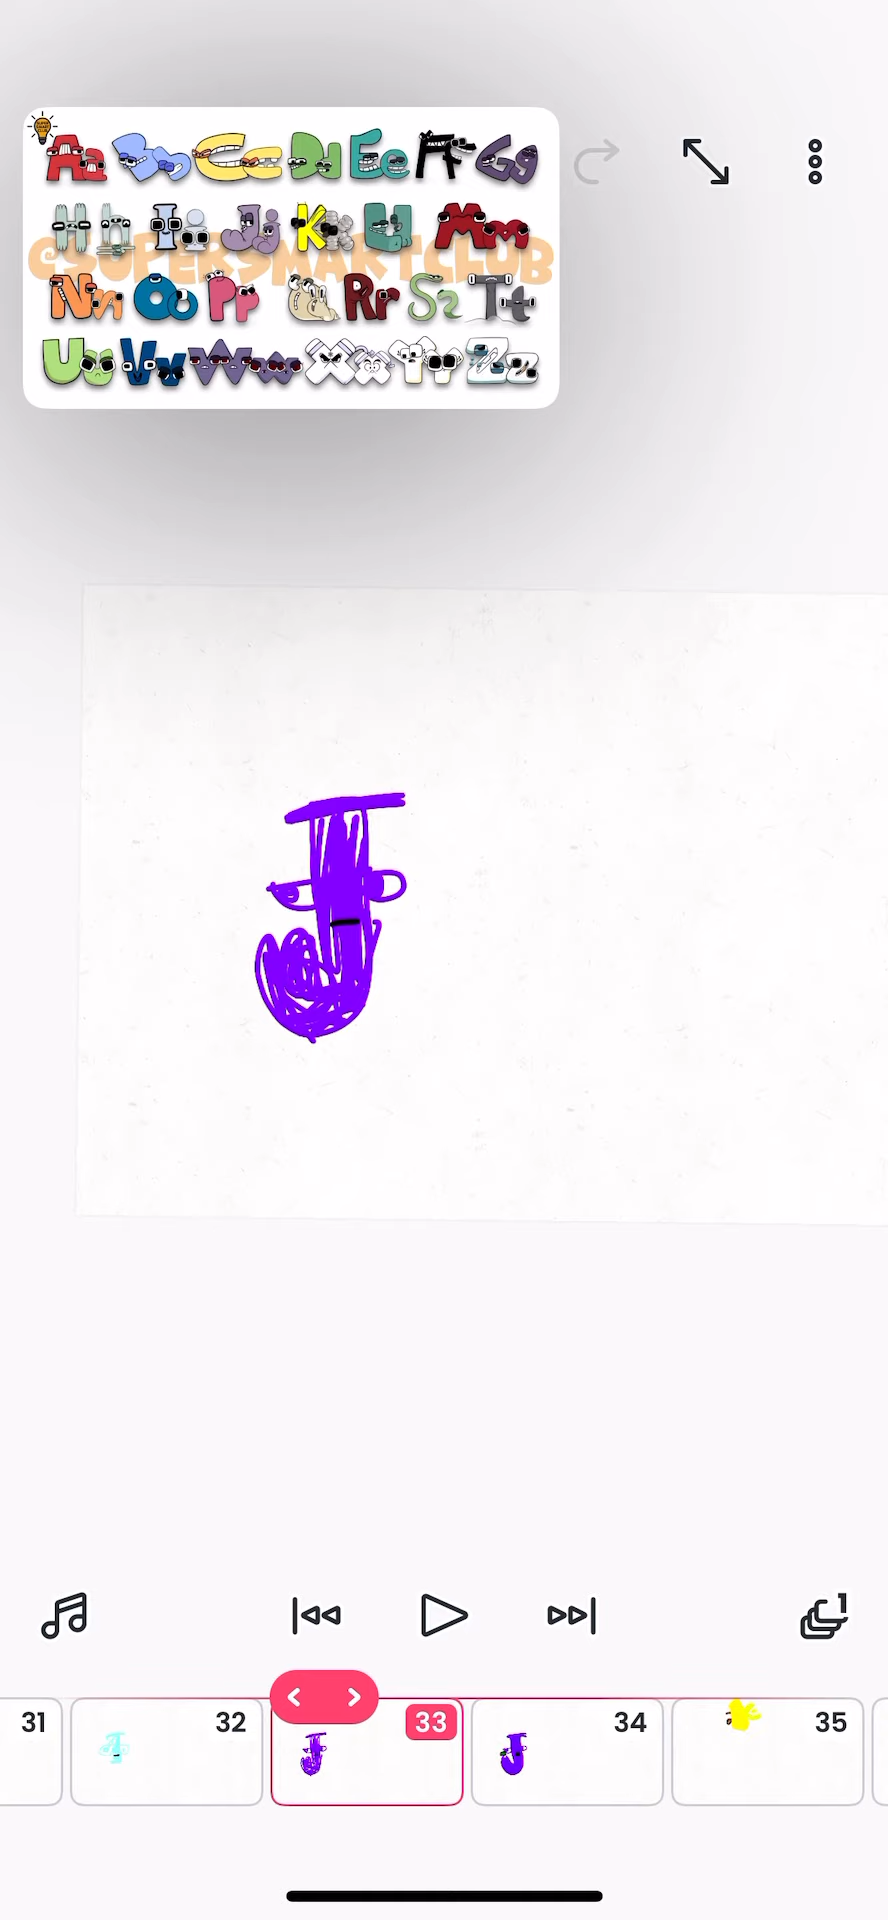 Aa Bb Cc Dd Ee F Gg
Hh Ii Jj Kk Ll Mm
@SUPERSMARTCLUB
Nn Oo Pp Qq Rr Ss Tt
Uu Vv Ww Xx Yy Zz
J
1
31 32 33 34 35